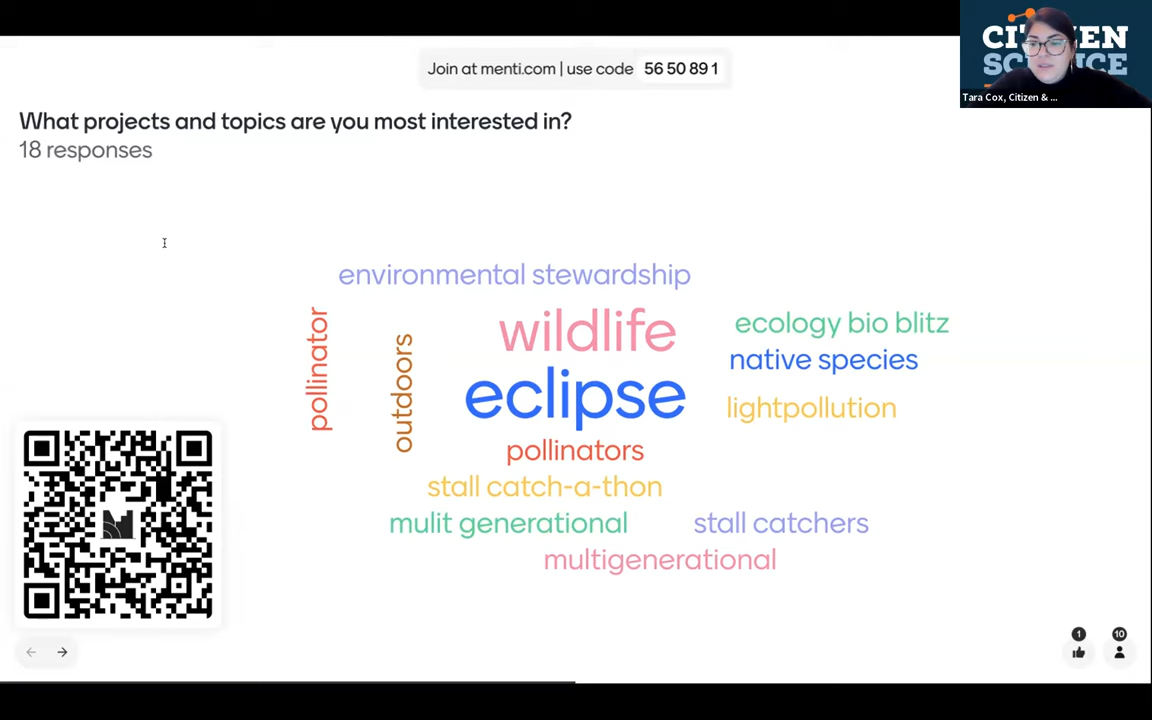 Join at menti.com | use code 56 50 89 1
CITIZEN
SCIENCE
Tara Cox, Citizen & ...
What projects and topics are you most interested in?
18 responses
environmental stewardship
pollinator
outdoors
wildlife
ecology bio blitz
native species
eclipse
lightpollution
pollinators
stall catch-a-thon
mulit generational
stall catchers
multigenerational
1
10